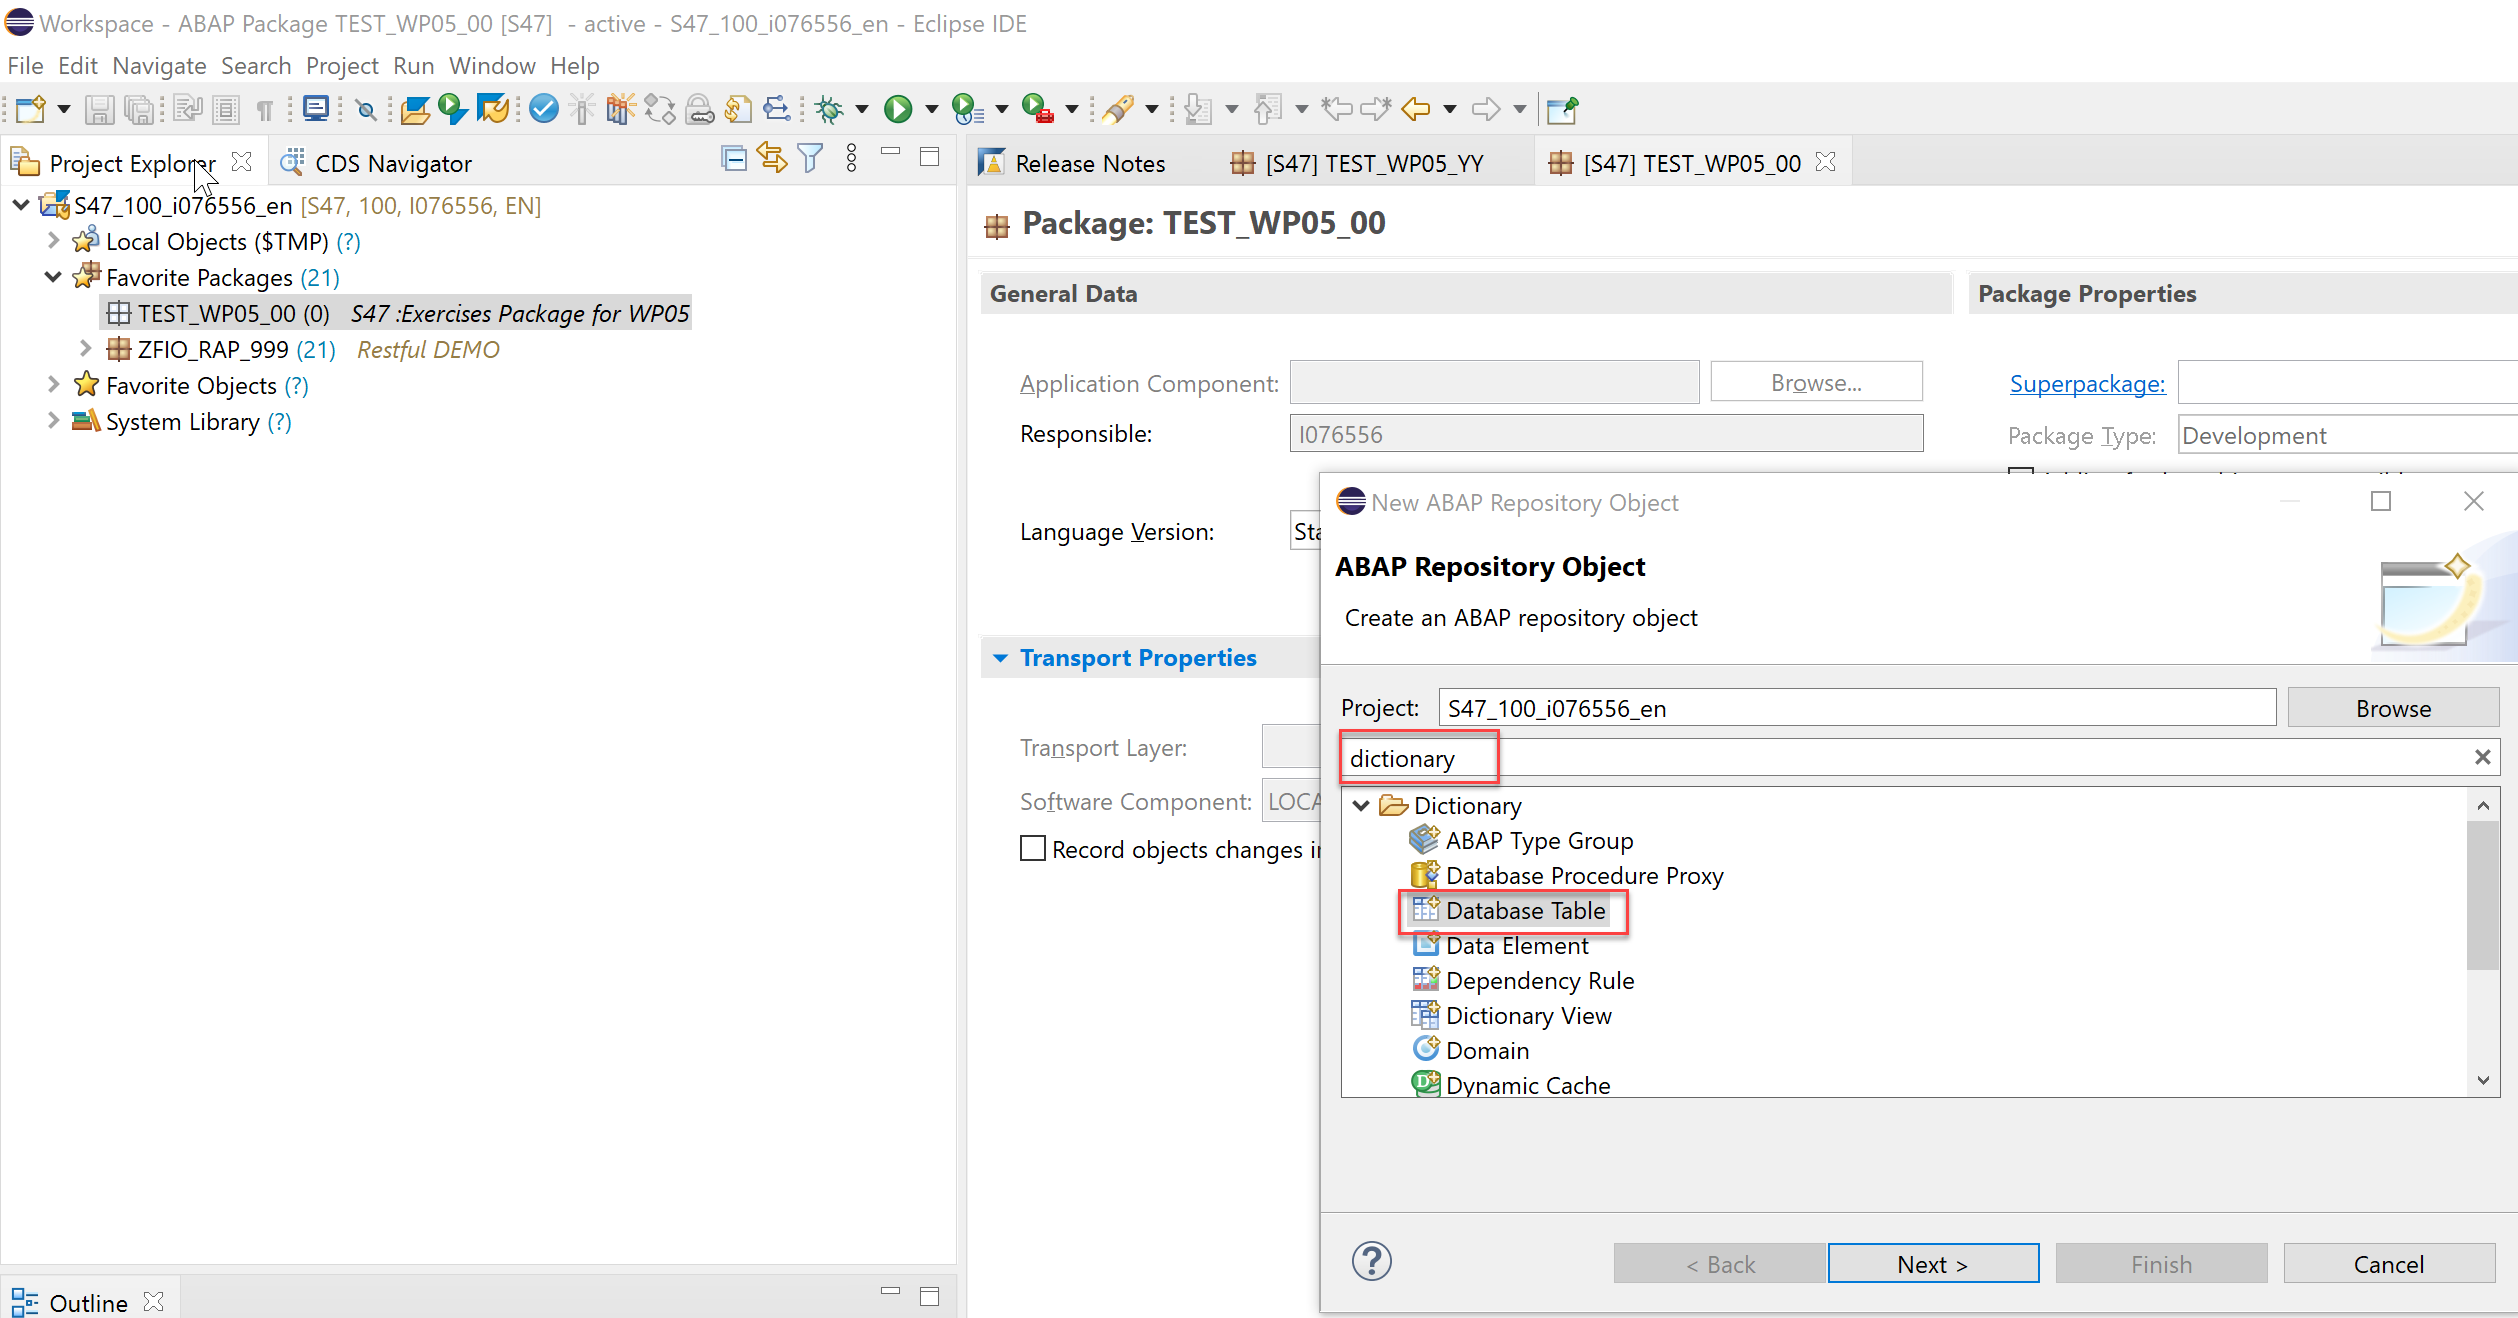 Workspace - ABAP Package TEST_WP05_00 [S47]  - active - S47_100_i076556_en - Eclipse IDE
File Edit Navigate Search Project Run Window Help
Project Explorer
CDS Navigator
Release Notes
[S47] TEST_WP05_YY
[S47] TEST_WP05_00
S47_100_i076556_en [S47, 100, I076556, EN]
Local Objects ($TMP) (?)
Favorite Packages (21)
TEST_WP05_00 (0) S47 :Exercises Package for WP05
ZFIO_RAP_999 (21) Restful DEMO
Favorite Objects (?)
System Library (?)
Outline
Package: TEST_WP05_00
General Data
Application Component:
Browse...
Responsible: I076556
Language Version:
Package Properties
Superpackage:
Package Type: Development
Transport Properties
Transport Layer:
Software Component: LOCA
Record objects changes in
New ABAP Repository Object
ABAP Repository Object
Create an ABAP repository object
Project: S47_100_i076556_en Browse
dictionary
Dictionary
ABAP Type Group
Database Procedure Proxy
Database Table
Data Element
Dependency Rule
Dictionary View
Domain
Dynamic Cache
< Back Next > Finish Cancel